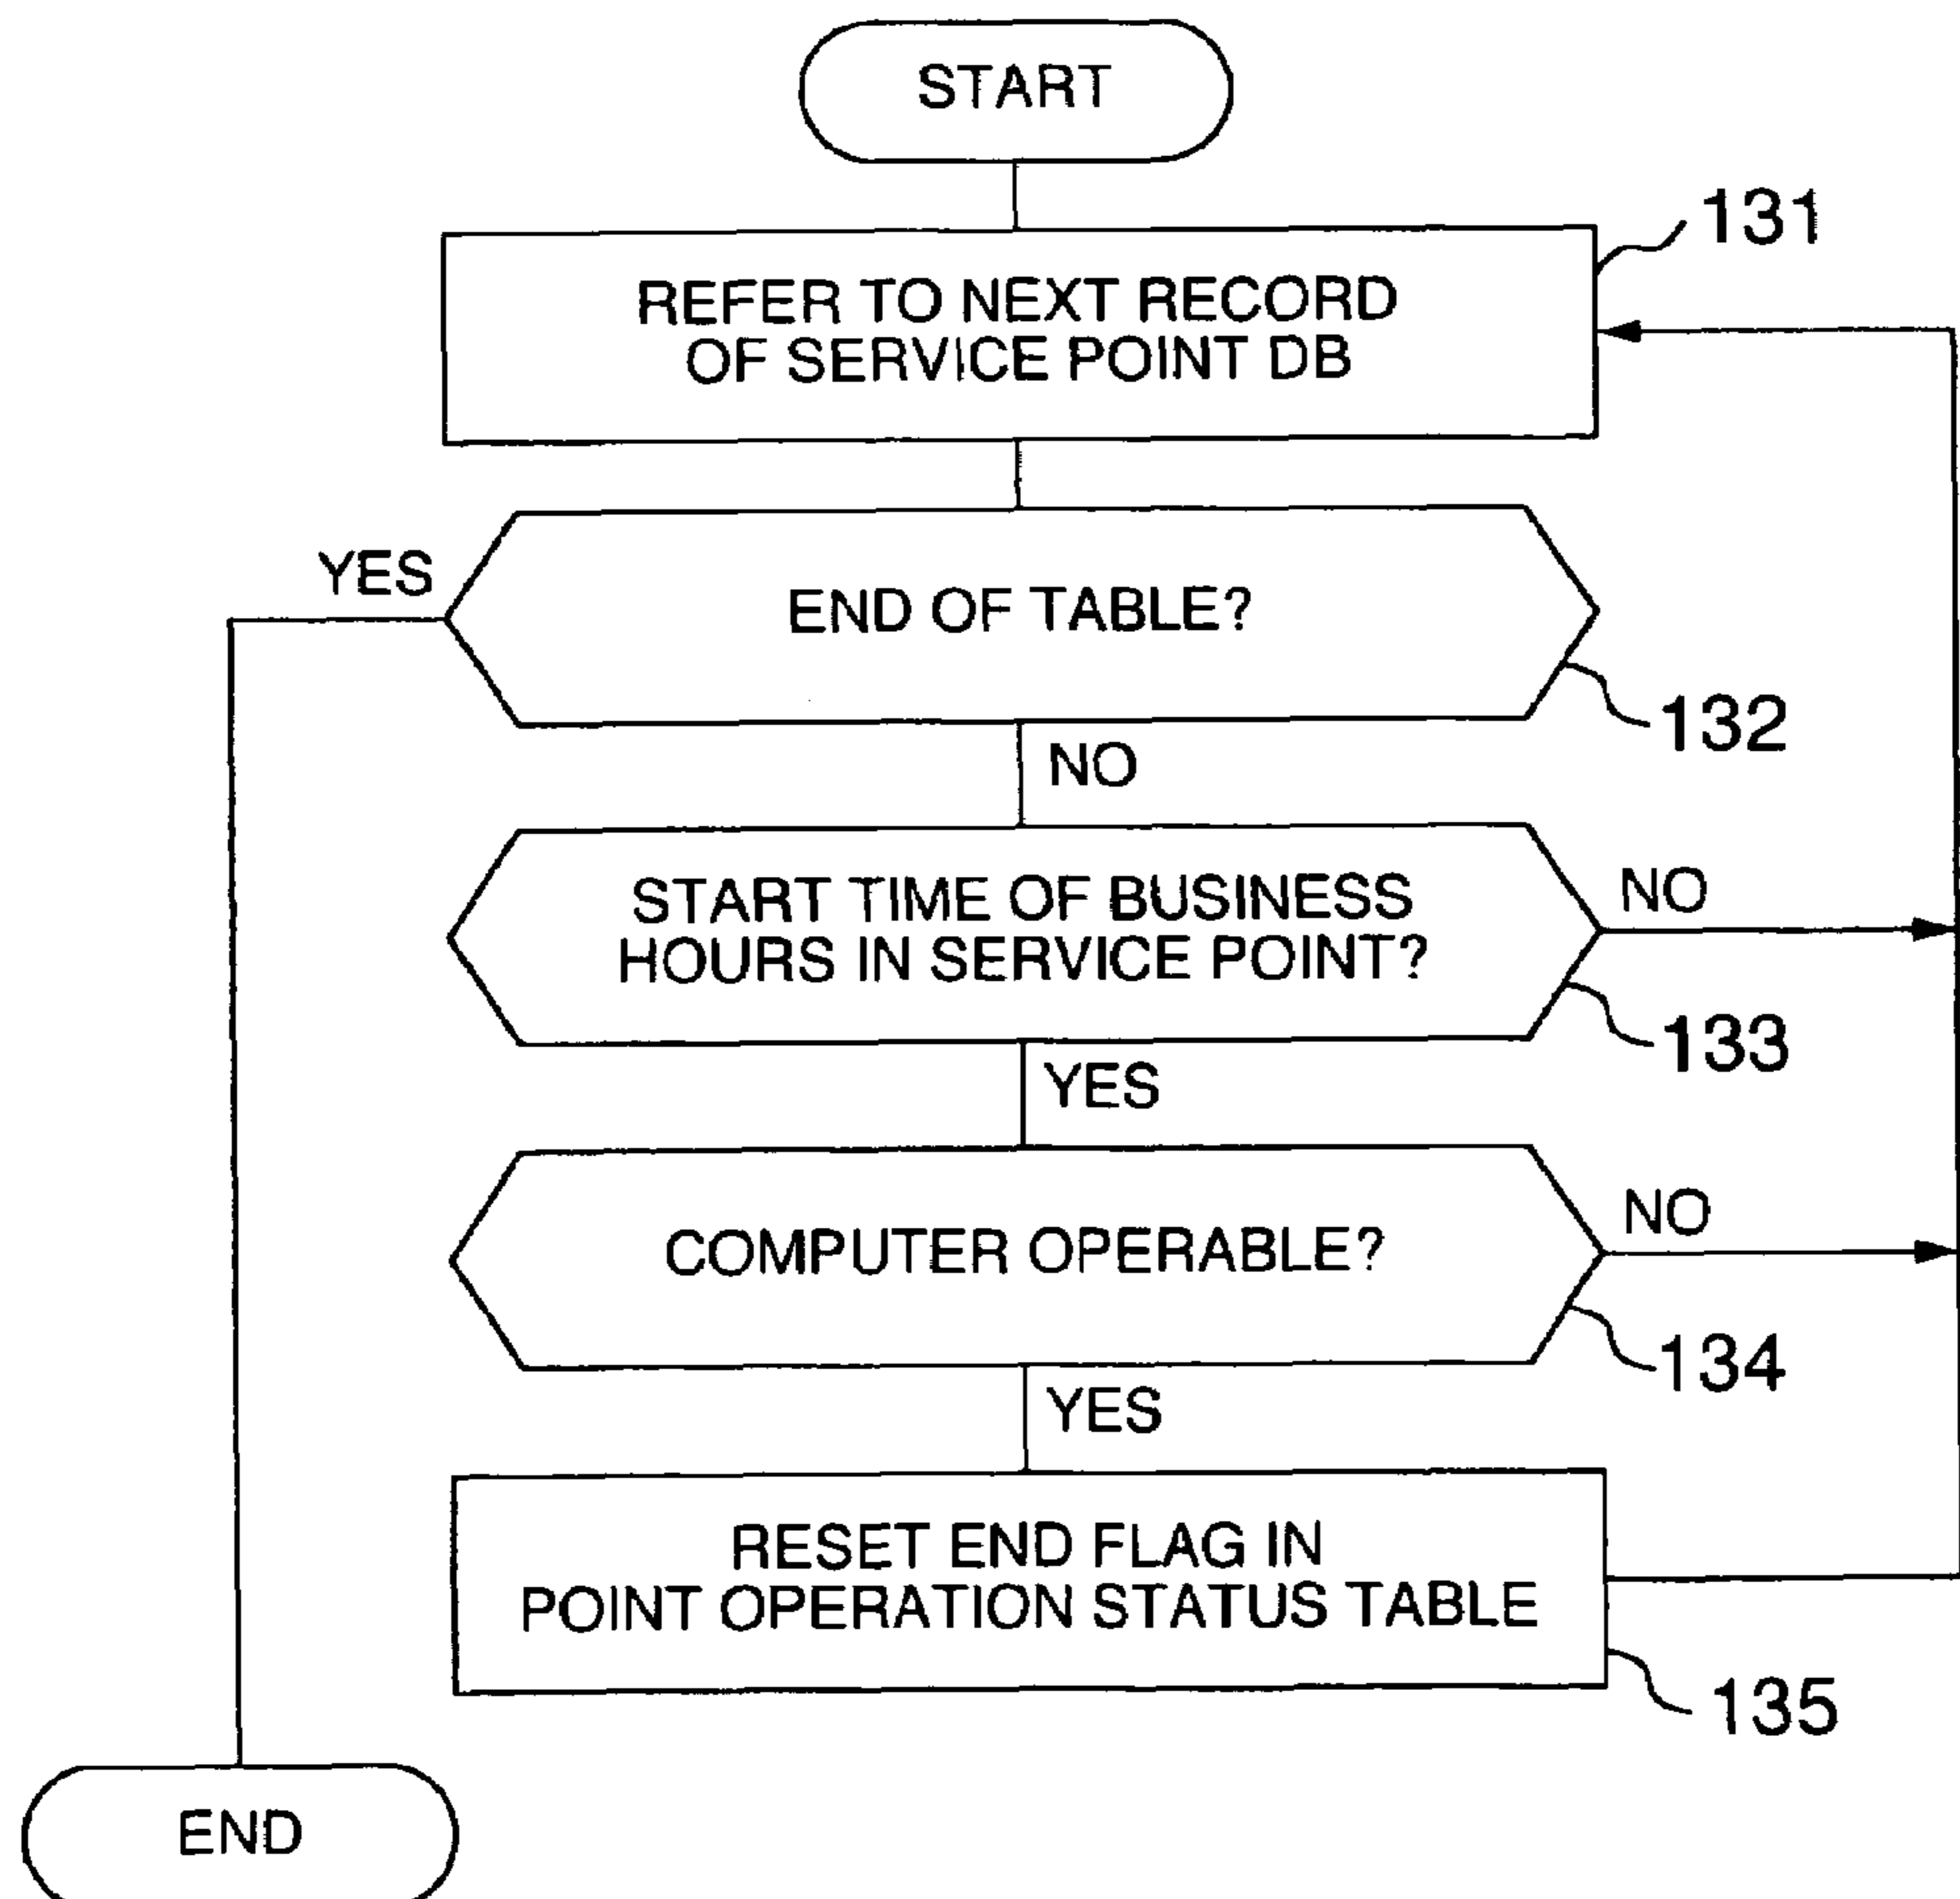 START
131
REFER TO NEXT RECORD
OF SERVICE POINT DB
YES
END OF TABLE?
132
NO
START TIME OF BUSINESS
HOURS IN SERVICE POINT?
NO
133
YES
COMPUTER OPERABLE?
NO
134
YES
RESET END FLAG IN
POINT OPERATION STATUS TABLE
135
END